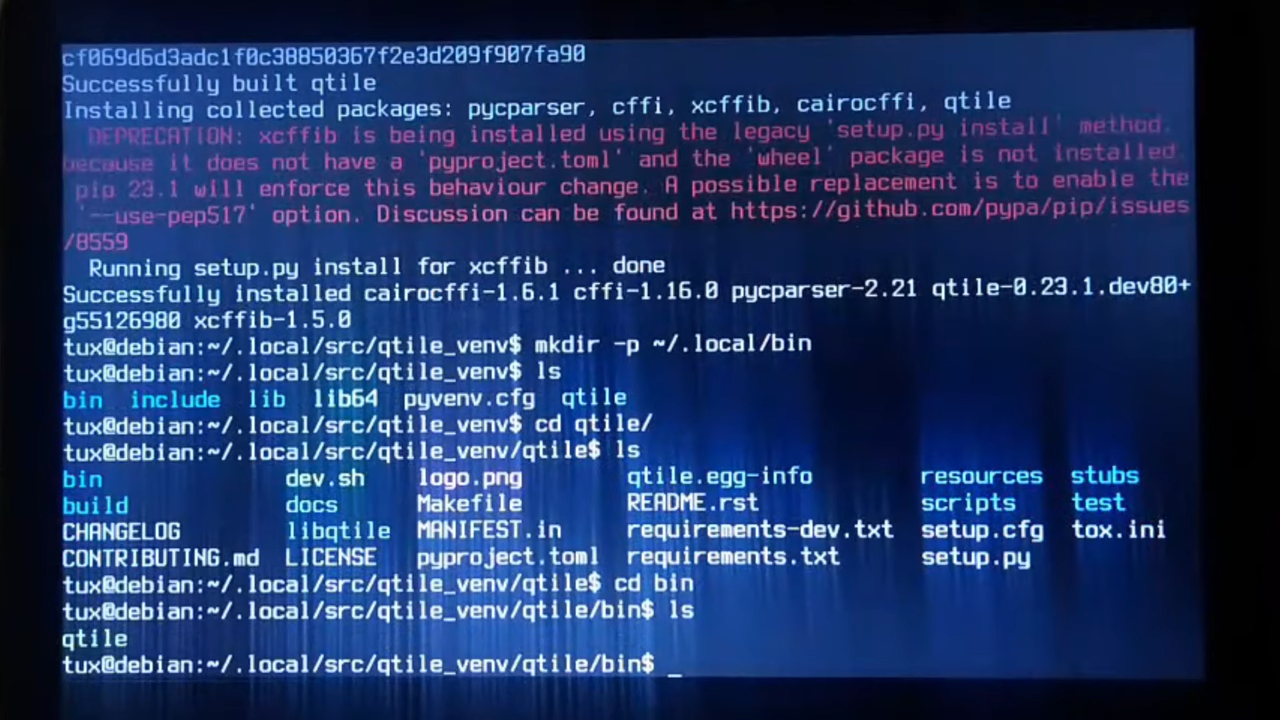 cf069d6d3adc1f0c38850367f2e3d209f907fa90
Successfully built qtile
Installing collected packages: pycparser, cffi, xcffib, cairocffi, qtile
DEPRECATION: xcffib is being installed using the legacy 'setup.py install' method,
because it does not have a 'pyproject.toml' and the 'wheel' package is not installed.
pip 23.1 will enforce this behaviour change. A possible replacement is to enable the
'--use-pep517' option. Discussion can be found at https://github.com/pypa/pip/issues
/8559
Running setup.py install for xcffib ... done
Successfully installed cairocffi-1.6.1 cffi-1.16.0 pycparser-2.21 qtile-0.23.1.dev80+
g55126980 xcffib-1.5.0
tux@debian:~/.local/src/qtile_venv$ mkdir -p ~/.local/bin
tux@debian:~/.local/src/qtile_venv$ ls
bin include lib lib64 pyvenv.cfg qtile
tux@debian:~/.local/src/qtile_venv$ cd qtile/
tux@debian:~/.local/src/qtile_venv/qtile$ ls
bin dev.sh logo.png qtile.egg-info resources stubs
build docs Makefile README.rst scripts test
CHANGELOG libqtile MANIFEST.in requirements-dev.txt setup.cfg tox.ini
CONTRIBUTING.md LICENSE pyproject.toml requirements.txt setup.py
tux@debian:~/.local/src/qtile_venv/qtile$ cd bin
tux@debian:~/.local/src/qtile_venv/qtile/bin$ ls
qtile
tux@debian:~/.local/src/qtile_venv/qtile/bin$ _